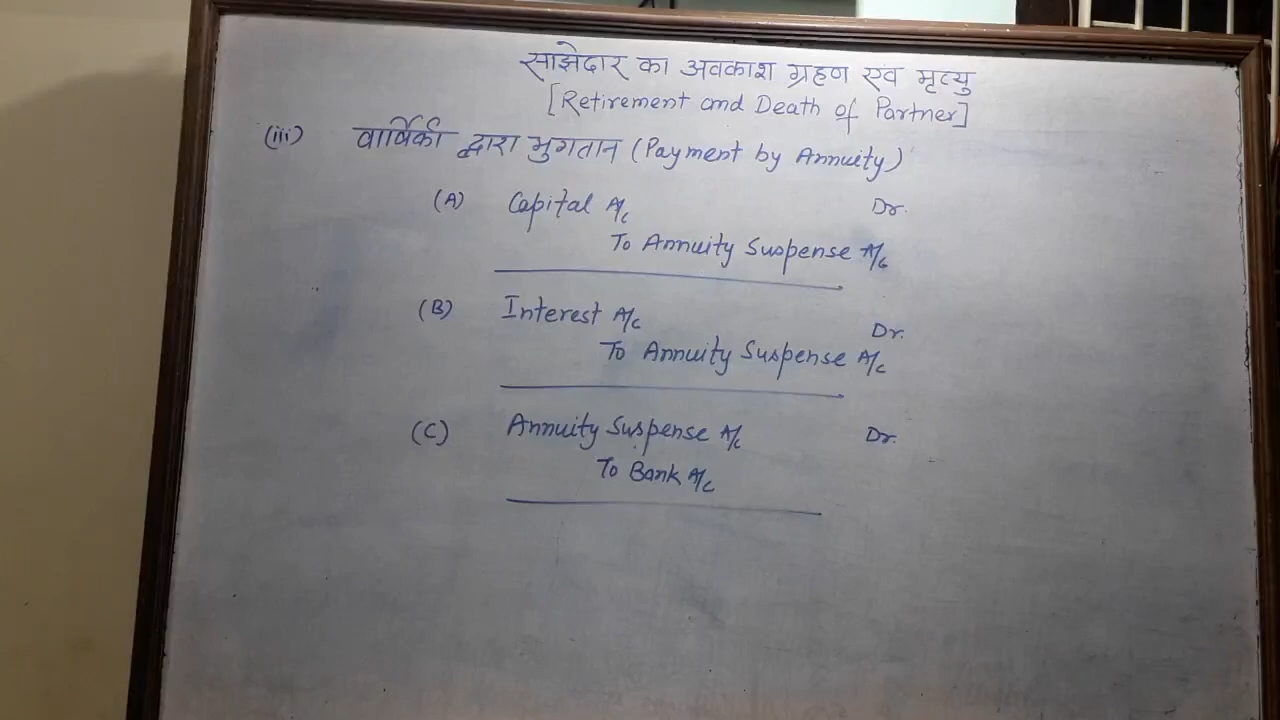 साझेदार का अवकाश ग्रहण एवं मृत्यु
[Retirement and Death of Partner]
(iii) वार्षिकी द्वारा भुगतान (Payment by Annuity)
(A) Capital A/c Dr.
To Annuity Suspense A/c
(B) Interest A/c Dr.
To Annuity Suspense A/c
(C) Annuity Suspense A/c Dr.
To Bank A/c